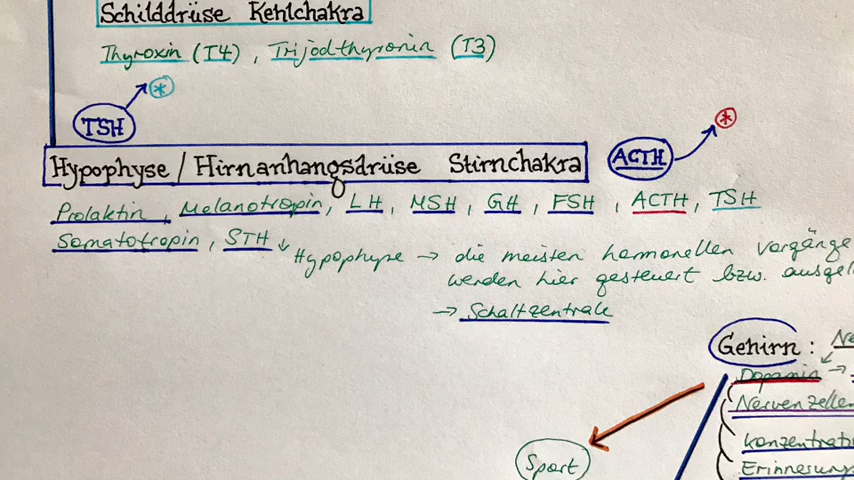 Schilddrüse Kehlchakra
Thyroxin (T4), Trijodthyronin (T3)
*
TSH
*
ACTH
Hypophyse / Hirnanhangsdrüse Stirnchakra
Prolaktin, Melanotropin, LH, MSH, GH, FSH, ACTH, TSH
Somatotropin, STH ↓ Hypophyse → die meisten hormonellen Vorgänge
werden hier gesteuert bzw.
→ Schaltzentrale
Gehirn:
Dopamin →
Nervenzellen
Sport